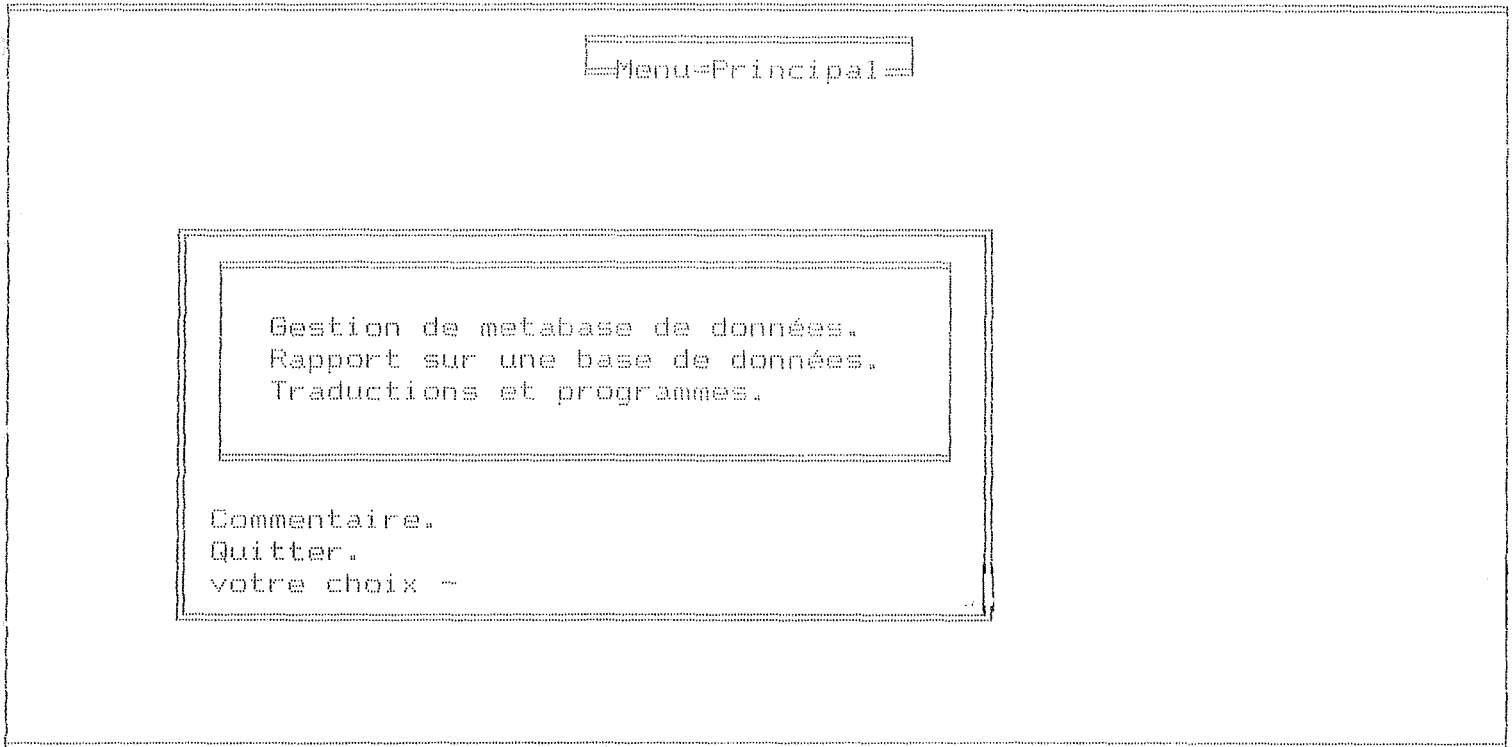 Menu=Principal
Gestion de metabase de données.
Rapport sur une base de données.
Traductions et programmes.
Commentaire.
Quitter.
votre choix ~